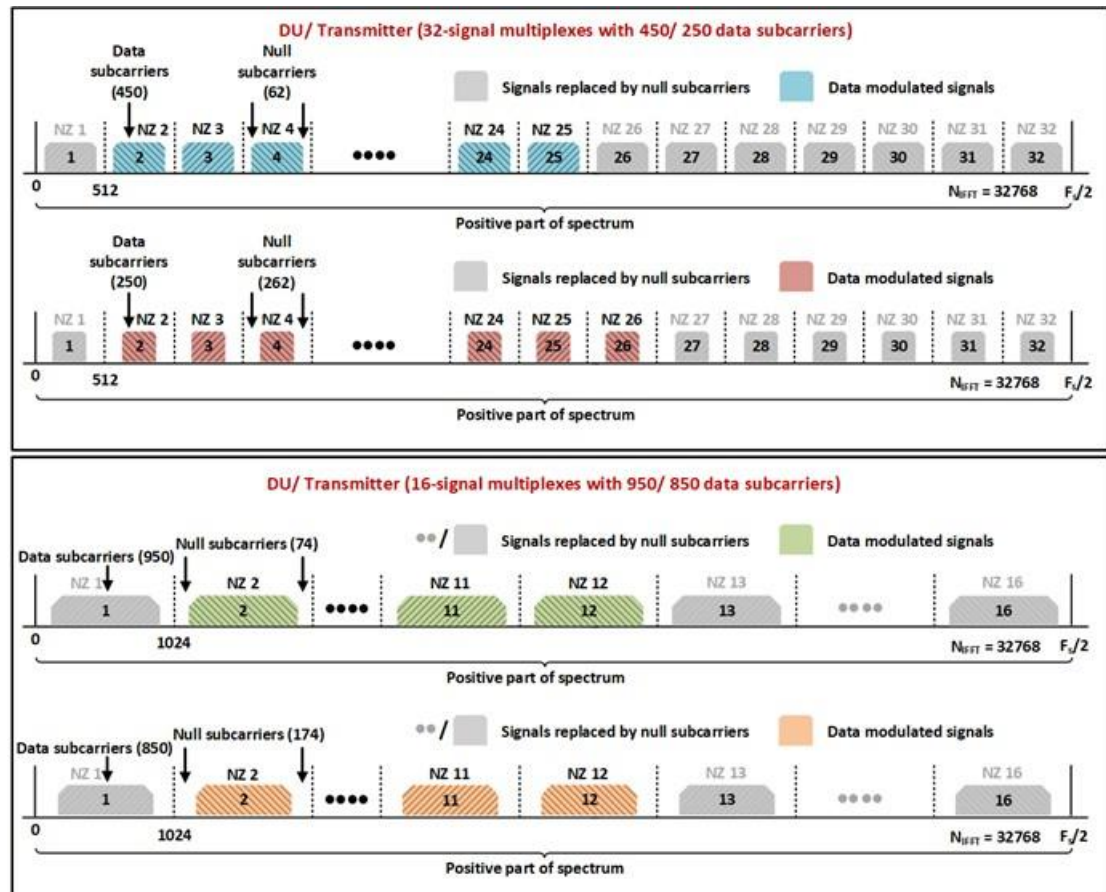 DU/ Transmitter (32-signal multiplexes with 450/ 250 data subcarriers)
Data subcarriers (450)
Null subcarriers (62)
Signals replaced by null subcarriers
Data modulated signals
NZ 1 NZ 2 NZ 3 NZ 4 NZ 24 NZ 25 NZ 26 NZ 27 NZ 28 NZ 29 NZ 30 NZ 31 NZ 32
1 2 3 4 •••• 24 25 26 27 28 29 30 31 32
0 512 N_IFFT = 32768 F_s/2
Positive part of spectrum
Data subcarriers (250)
Null subcarriers (262)
Signals replaced by null subcarriers
Data modulated signals
NZ 1 NZ 2 NZ 3 NZ 4 NZ 24 NZ 25 NZ 26 NZ 27 NZ 28 NZ 29 NZ 30 NZ 31 NZ 32
1 2 3 4 •••• 24 25 26 27 28 29 30 31 32
0 512 N_IFFT = 32768 F_s/2
Positive part of spectrum
DU/ Transmitter (16-signal multiplexes with 950/ 850 data subcarriers)
Data subcarriers (950)
Null subcarriers (74)
••/ Signals replaced by null subcarriers
Data modulated signals
NZ 1 NZ 2 NZ 11 NZ 12 NZ 13 NZ 16
1 2 •••• 11 12 13 •••• 16
0 1024 N_IFFT = 32768 F_s/2
Positive part of spectrum
Data subcarriers (850)
Null subcarriers (174)
••/ Signals replaced by null subcarriers
Data modulated signals
NZ 1 NZ 2 NZ 11 NZ 12 NZ 13 NZ 16
1 2 •••• 11 12 13 •••• 16
0 1024 N_IFFT = 32768 F_s/2
Positive part of spectrum